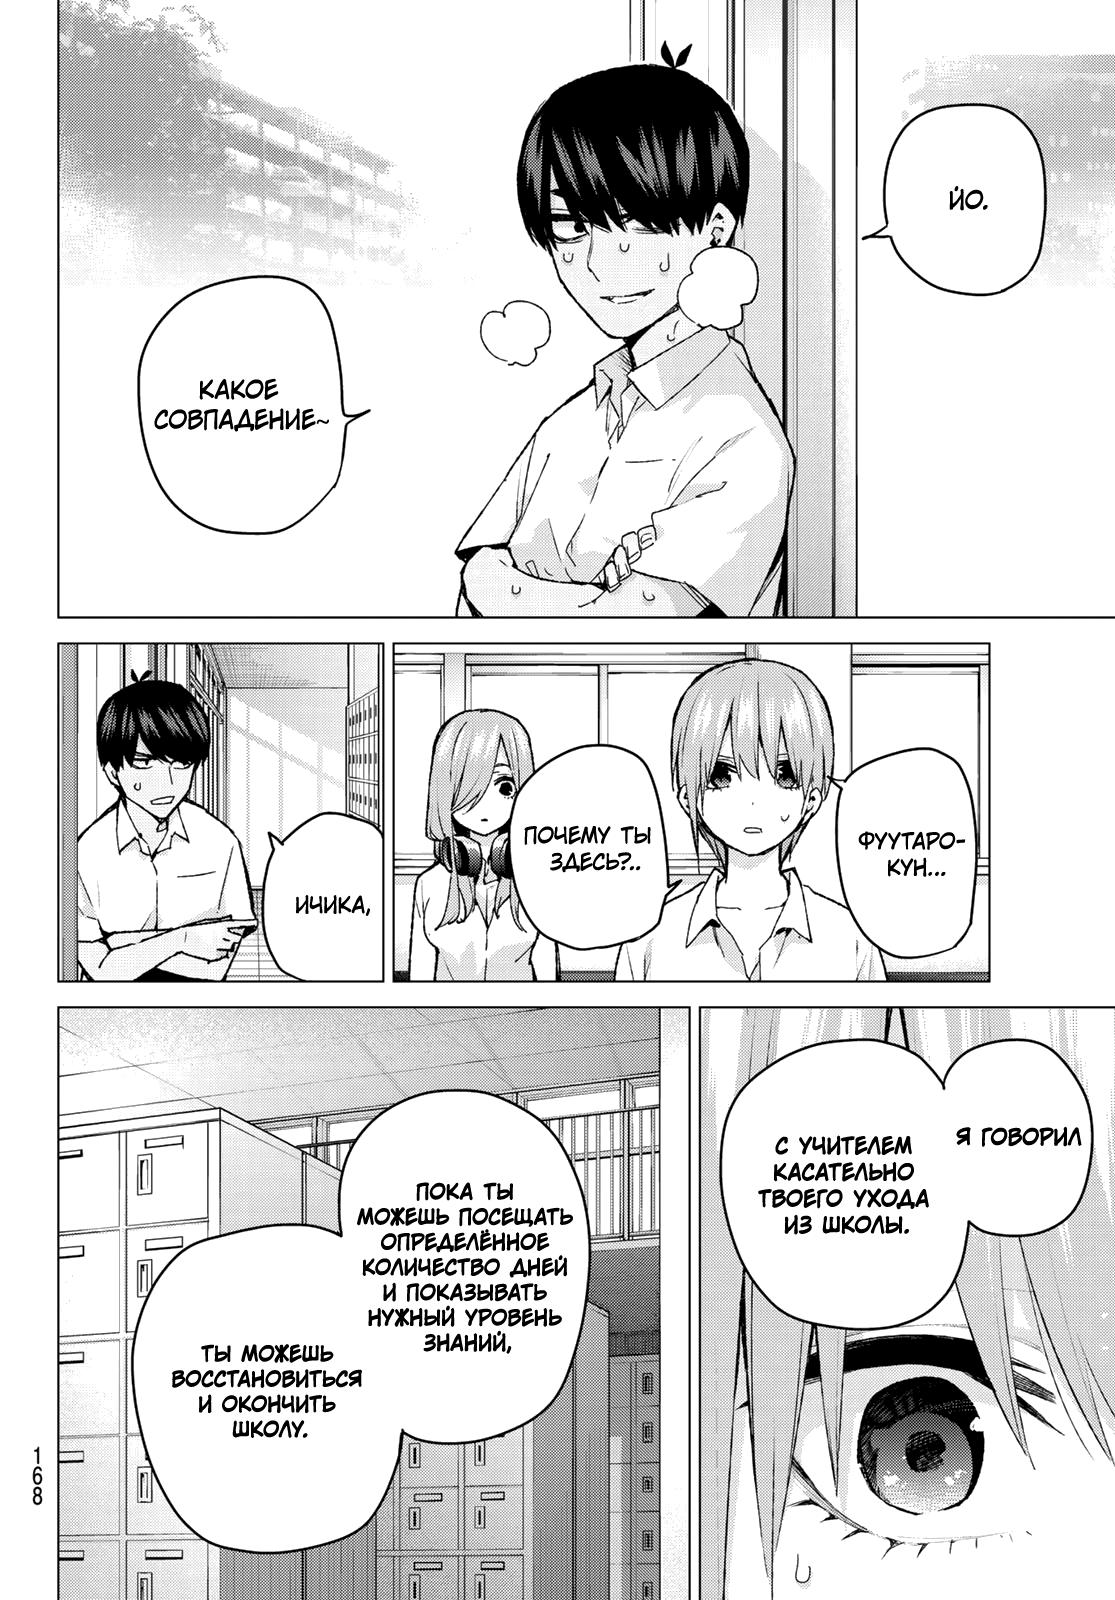 ЙО.
КАКОЕ
СОВПАДЕНИЕ~
ФУУТАРО-
КУН...
ПОЧЕМУ ТЫ
ЗДЕСЬ?..
ИЧИКА,
Я ГОВОРИЛ
С УЧИТЕЛЕМ
КАСАТЕЛЬНО
ТВОЕГО УХОДА
ИЗ ШКОЛЫ.
ПОКА ТЫ
МОЖЕШЬ ПОСЕЩАТЬ
ОПРЕДЕЛЁННОЕ
КОЛИЧЕСТВО ДНЕЙ
И ПОКАЗЫВАТЬ
НУЖНЫЙ УРОВЕНЬ
ЗНАНИЙ,
ТЫ МОЖЕШЬ
ВОССТАНОВИТЬСЯ
И ОКОНЧИТЬ
ШКОЛУ.
168